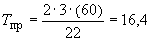 Tпр = 2·3·(60) / 22 = 16,4